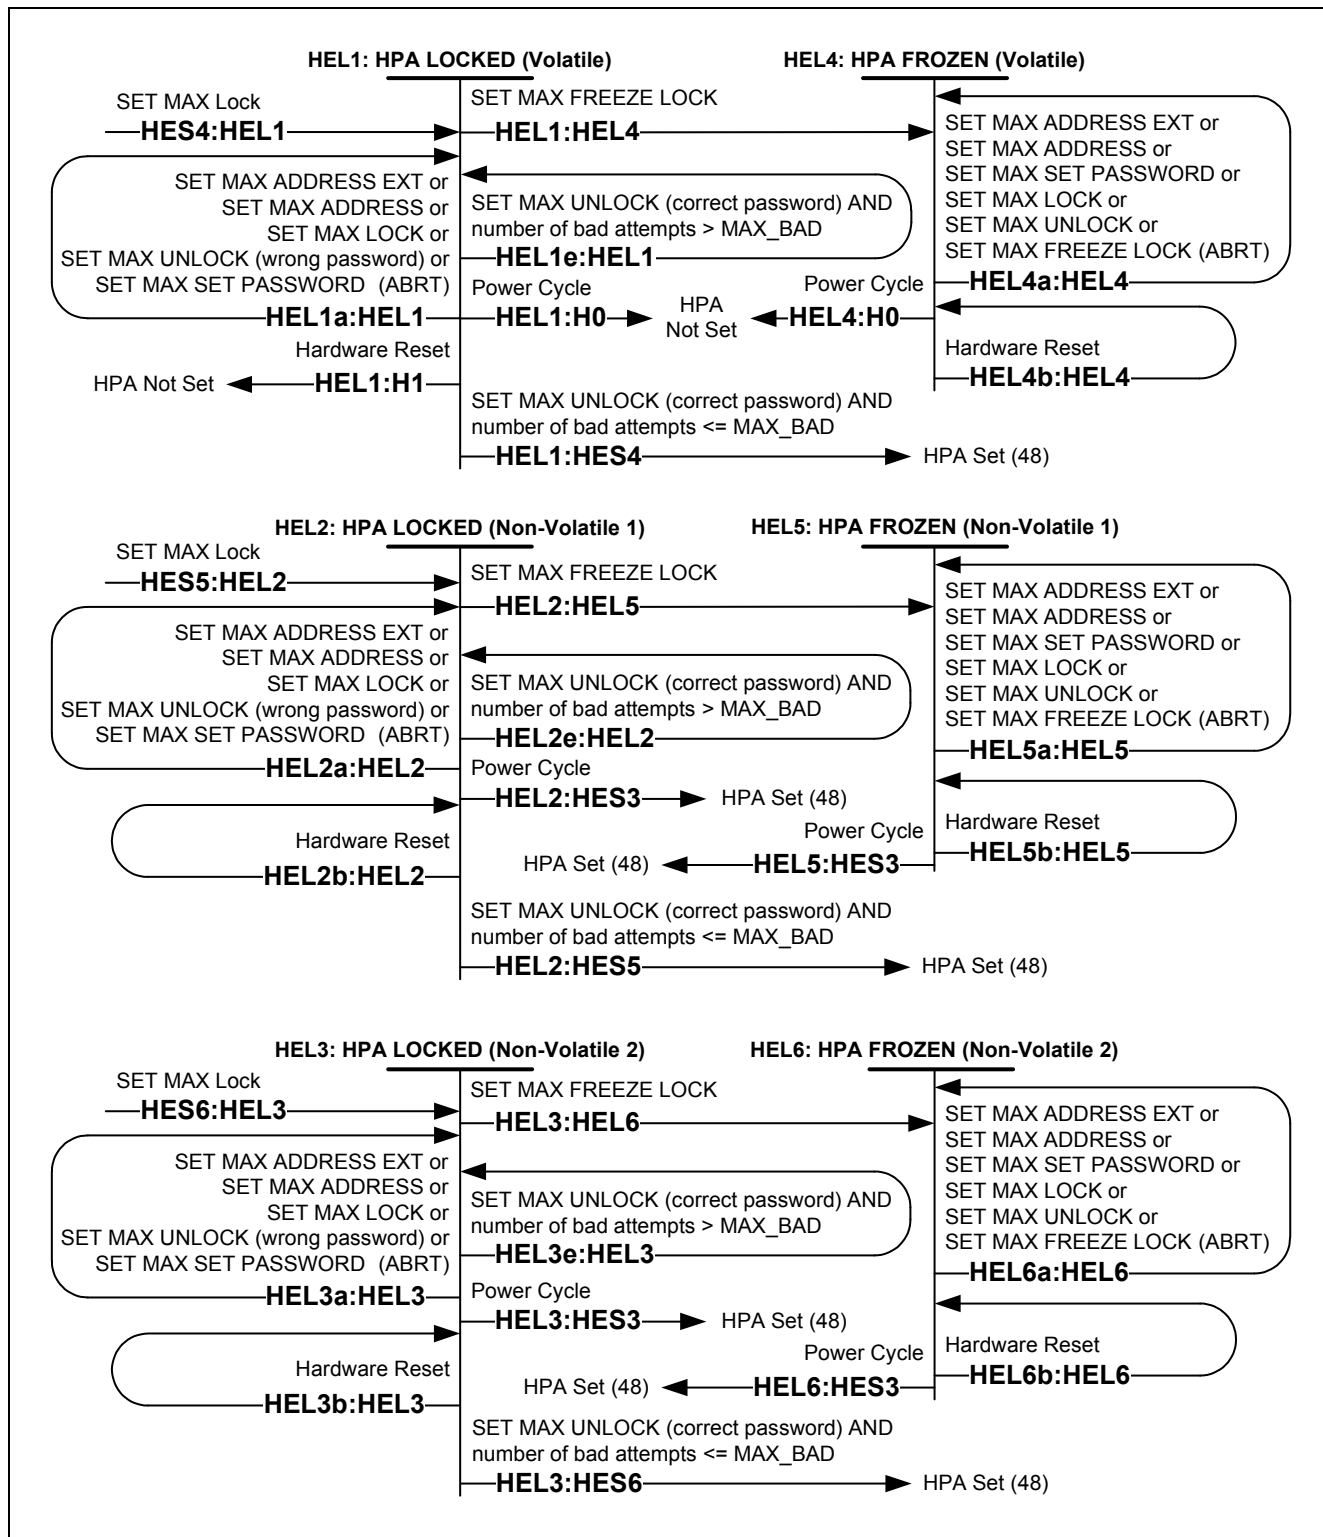 HEL1: HPA LOCKED (Volatile)
HEL4: HPA FROZEN (Volatile)
SET MAX Lock
HES4:HEL1
SET MAX FREEZE LOCK
HEL1:HEL4
SET MAX ADDRESS EXT or
SET MAX ADDRESS or
SET MAX LOCK or
SET MAX UNLOCK (wrong password) or
SET MAX SET PASSWORD (ABRT)
HEL1a:HEL1
SET MAX UNLOCK (correct password) AND
number of bad attempts > MAX_BAD
HEL1e:HEL1
Power Cycle
HEL1:H0
HPA
Not Set
Power Cycle
HEL4:H0
SET MAX ADDRESS EXT or
SET MAX ADDRESS or
SET MAX SET PASSWORD or
SET MAX LOCK or
SET MAX UNLOCK or
SET MAX FREEZE LOCK (ABRT)
HEL4a:HEL4
Hardware Reset
HEL4b:HEL4
Hardware Reset
HPA Not Set
HEL1:H1
SET MAX UNLOCK (correct password) AND
number of bad attempts <= MAX_BAD
HEL1:HES4
HPA Set (48)
HEL2: HPA LOCKED (Non-Volatile 1)
HEL5: HPA FROZEN (Non-Volatile 1)
SET MAX Lock
HES5:HEL2
SET MAX FREEZE LOCK
HEL2:HEL5
SET MAX ADDRESS EXT or
SET MAX ADDRESS or
SET MAX LOCK or
SET MAX UNLOCK (wrong password) or
SET MAX SET PASSWORD (ABRT)
HEL2a:HEL2
SET MAX UNLOCK (correct password) AND
number of bad attempts > MAX_BAD
HEL2e:HEL2
Power Cycle
HEL2:HES3
HPA Set (48)
SET MAX ADDRESS EXT or
SET MAX ADDRESS or
SET MAX SET PASSWORD or
SET MAX LOCK or
SET MAX UNLOCK or
SET MAX FREEZE LOCK (ABRT)
HEL5a:HEL5
Hardware Reset
HEL5b:HEL5
Power Cycle
HPA Set (48)
HEL5:HES3
Hardware Reset
HEL2b:HEL2
SET MAX UNLOCK (correct password) AND
number of bad attempts <= MAX_BAD
HEL2:HES5
HPA Set (48)
HEL3: HPA LOCKED (Non-Volatile 2)
HEL6: HPA FROZEN (Non-Volatile 2)
SET MAX Lock
HES6:HEL3
SET MAX FREEZE LOCK
HEL3:HEL6
SET MAX ADDRESS EXT or
SET MAX ADDRESS or
SET MAX LOCK or
SET MAX UNLOCK (wrong password) or
SET MAX SET PASSWORD (ABRT)
HEL3a:HEL3
SET MAX UNLOCK (correct password) AND
number of bad attempts > MAX_BAD
HEL3e:HEL3
Power Cycle
HEL3:HES3
HPA Set (48)
SET MAX ADDRESS EXT or
SET MAX ADDRESS or
SET MAX SET PASSWORD or
SET MAX LOCK or
SET MAX UNLOCK or
SET MAX FREEZE LOCK (ABRT)
HEL6a:HEL6
Hardware Reset
HEL6b:HEL6
Power Cycle
HPA Set (48)
HEL6:HES3
Hardware Reset
HEL3b:HEL3
SET MAX UNLOCK (correct password) AND
number of bad attempts <= MAX_BAD
HEL3:HES6
HPA Set (48)